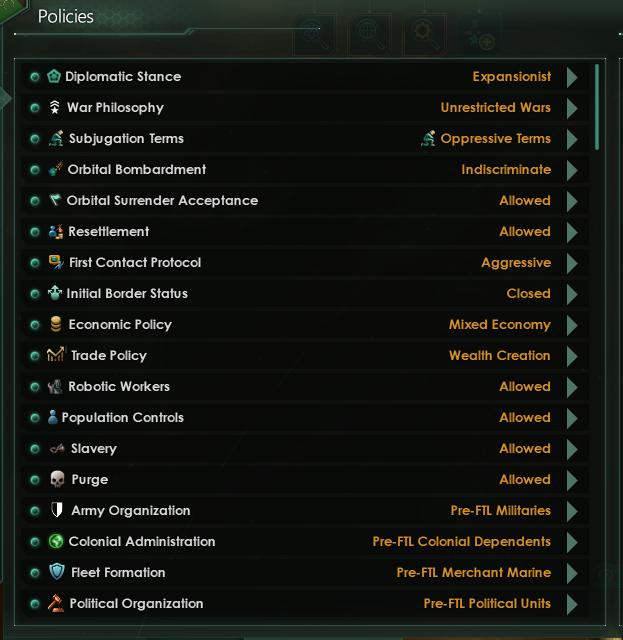 Policies
Diplomatic Stance Expansionist
War Philosophy Unrestricted Wars
Subjugation Terms Oppressive Terms
Orbital Bombardment Indiscriminate
Orbital Surrender Acceptance Allowed
Resettlement Allowed
First Contact Protocol Aggressive
Initial Border Status Closed
Economic Policy Mixed Economy
Trade Policy Wealth Creation
Robotic Workers Allowed
Population Controls Allowed
Slavery Allowed
Purge Allowed
Army Organization Pre-FTL Militaries
Colonial Administration Pre-FTL Colonial Dependents
Fleet Formation Pre-FTL Merchant Marine
Political Organization Pre-FTL Political Units